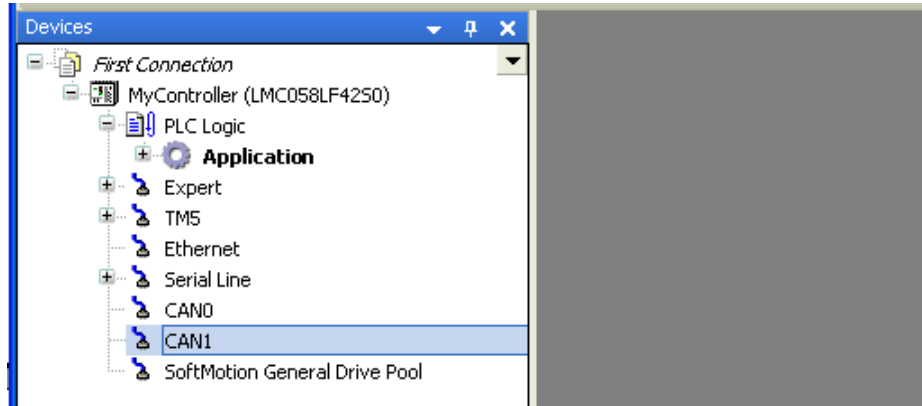 Devices
First Connection
MyController (LMC058LF42S0)
PLC Logic
Application
Expert
TM5
Ethernet
Serial Line
CAN0
CAN1
SoftMotion General Drive Pool